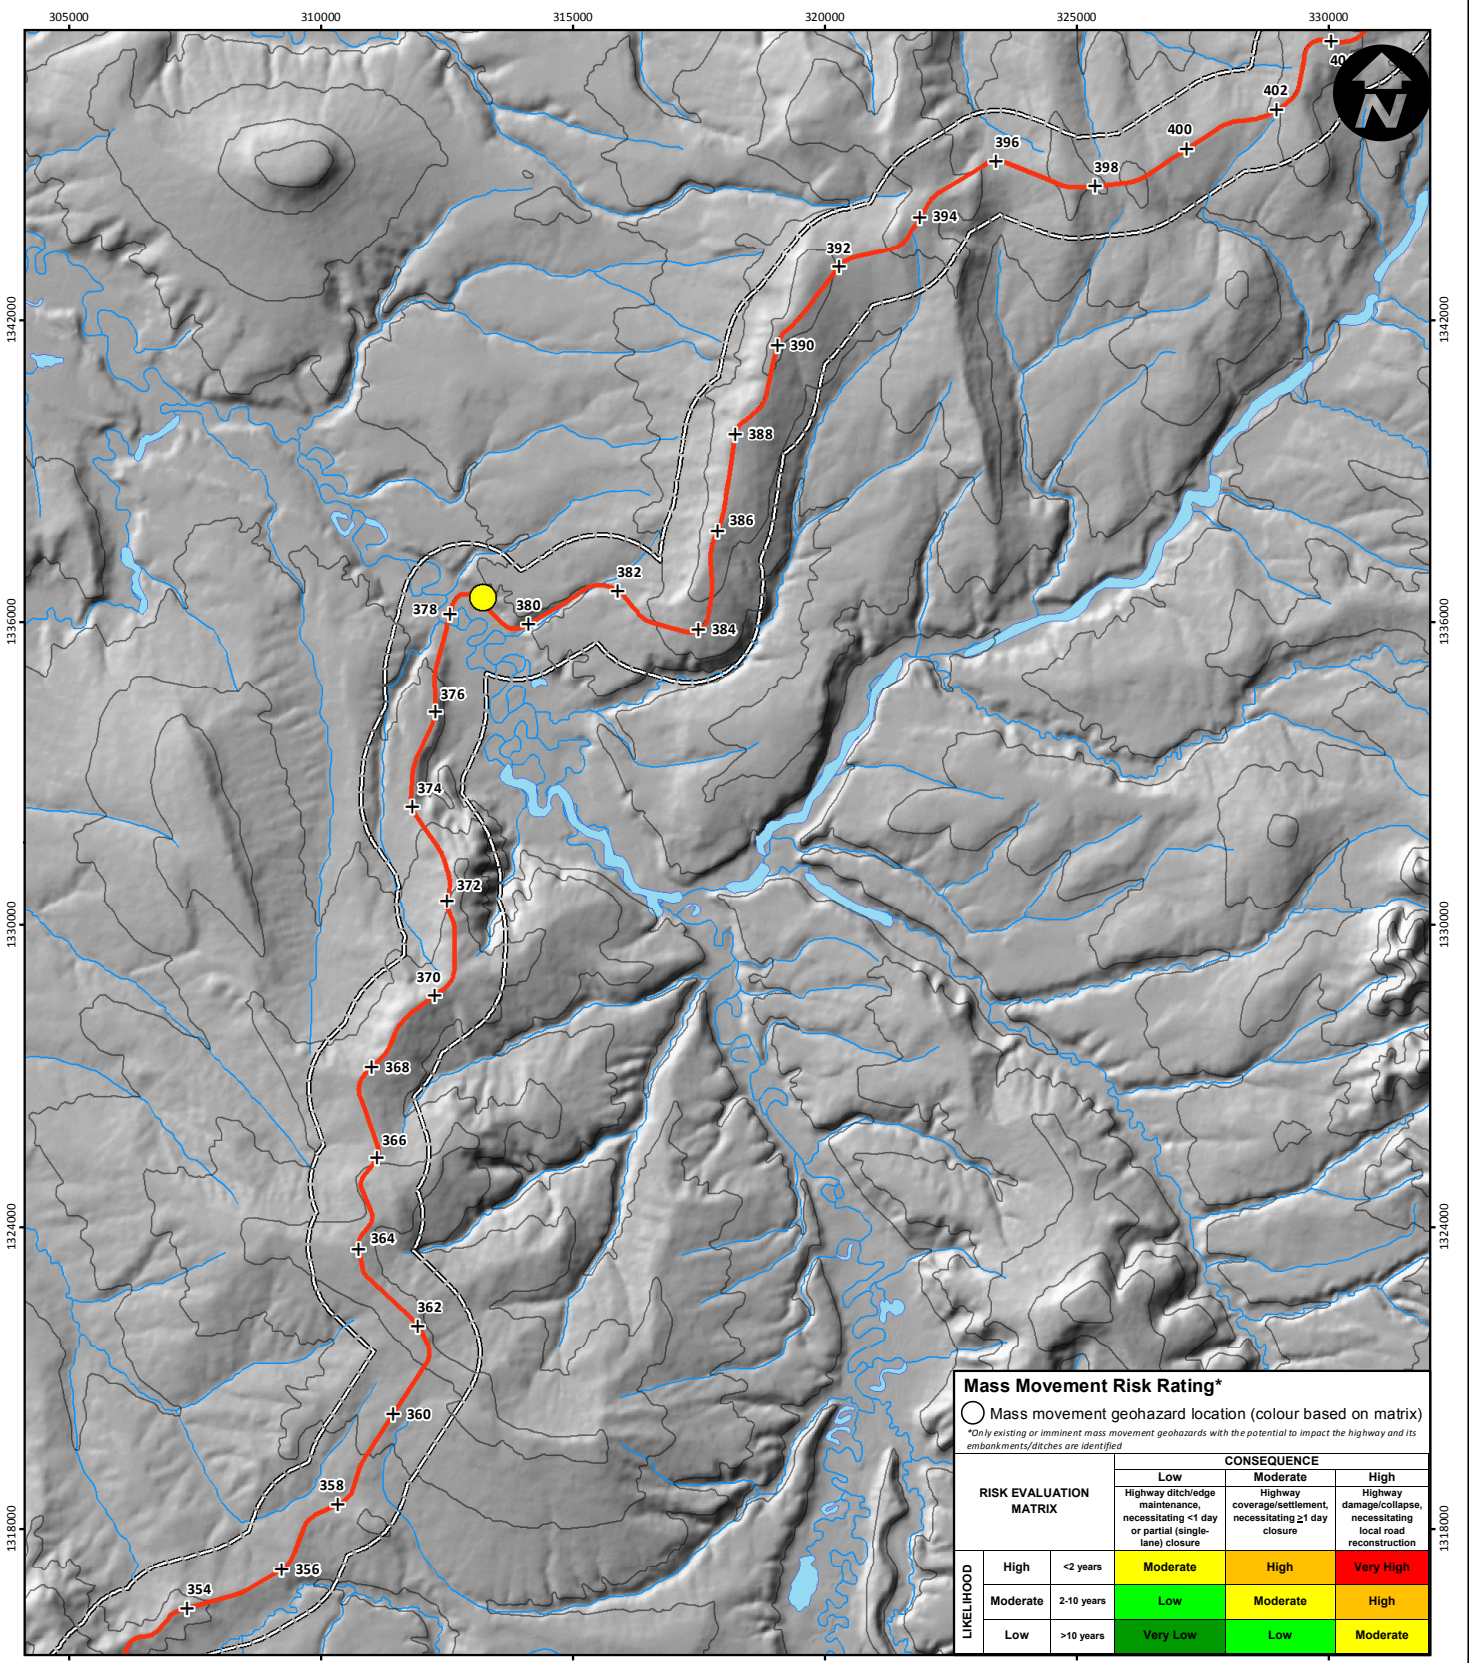 305000 310000 315000 320000 325000 330000
N
402
400
396
398
394
392
1342000 1342000
390
388
386
382
378 380
1336000 1336000
384
376
374
372
1330000 1330000
370
368
366
1324000 1324000
364
362
360
358
1318000 1318000
356
354
Mass Movement Risk Rating*
Mass movement geohazard location (colour based on matrix)
*Only existing or imminent mass movement geohazards with the potential to impact the highway and its
embankments/ditches are identified
RISK EVALUATION
MATRIX
CONSEQUENCE
Low Moderate High
Highway ditch/edge
maintenance,
necessitating <1 day
or partial (single-
lane) closure
Highway
coverage/settlement,
necessitating ≥1 day
closure
Highway
damage/collapse,
necessitating
local road
reconstruction
LIKELIHOOD
High <2 years Moderate High Very High
Moderate 2-10 years Low Moderate High
Low >10 years Very Low Low Moderate